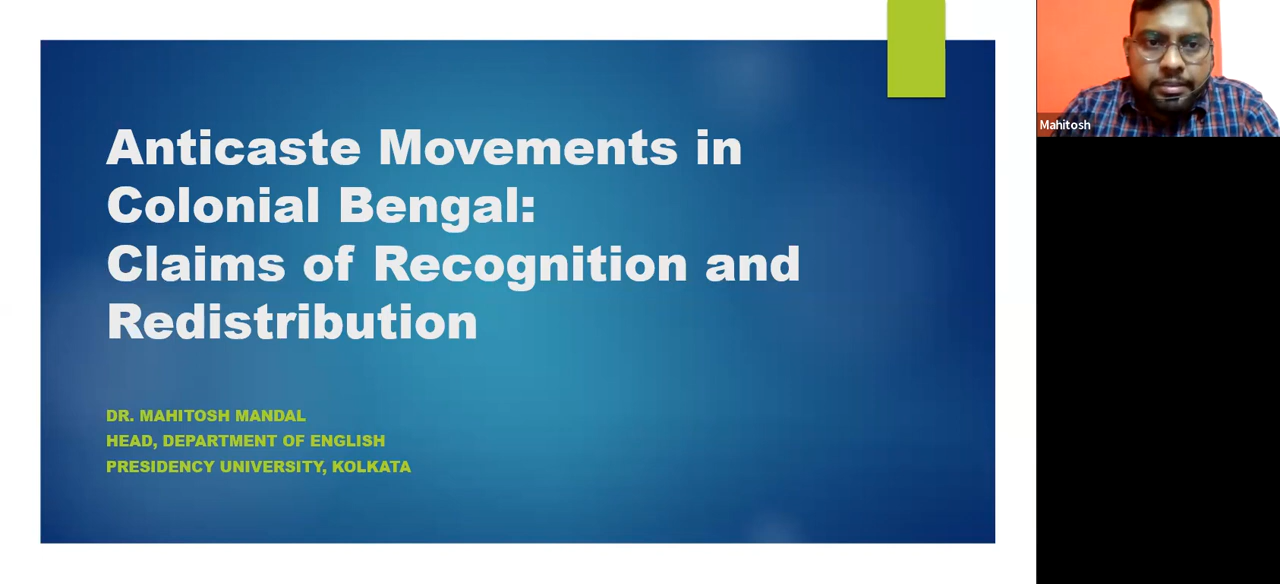 Anticaste Movements in
Colonial Bengal:
Claims of Recognition and
Redistribution
DR. MAHITOSH MANDAL
HEAD, DEPARTMENT OF ENGLISH
PRESIDENCY UNIVERSITY, KOLKATA
Mahitosh